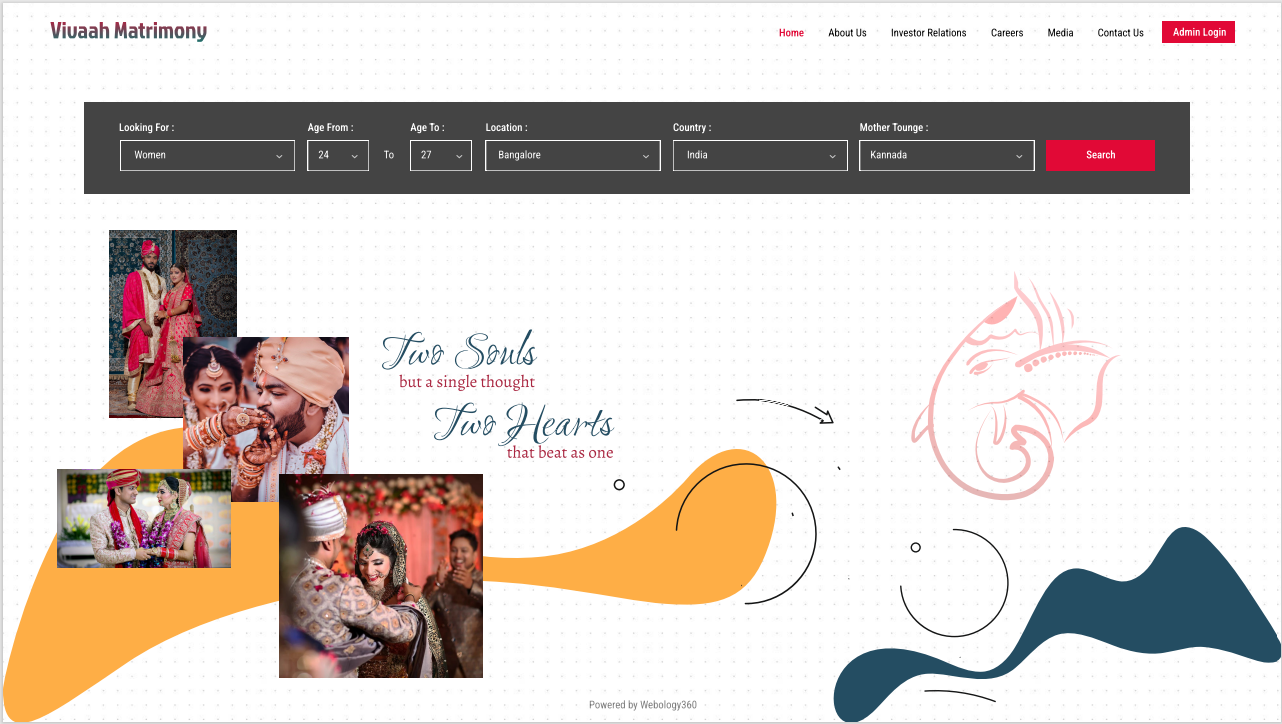 Vivaah Matrimony
Home About Us Investor Relations Careers Media Contact Us Admin Login
Looking For : Age From : Age To : Location : Country : Mother Tounge :
Women 24 To 27 Bangalore India Kannada Search
Two Souls
but a single thought
Two Hearts
that beat as one
Powered by Webology360